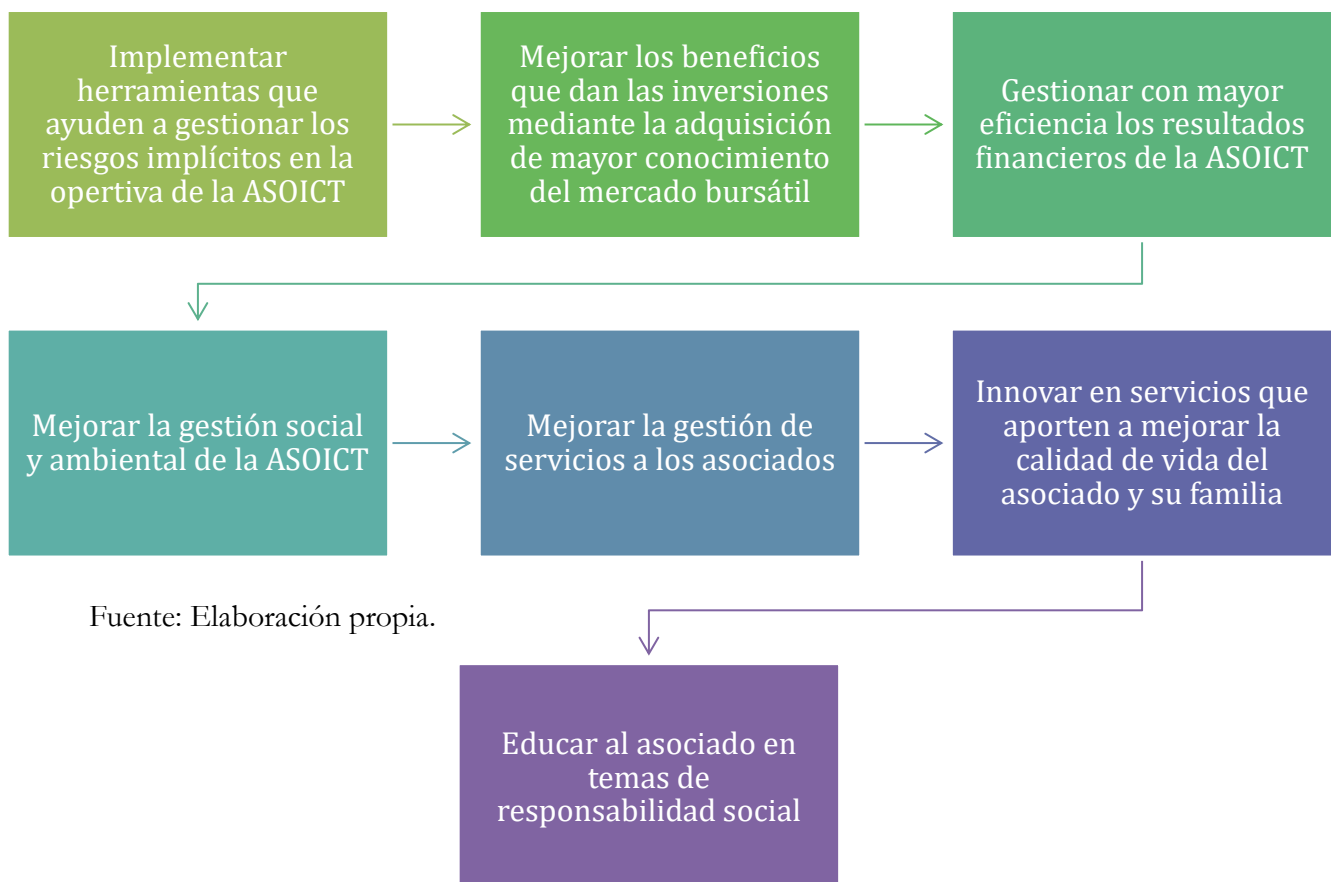 Implementar
herramientas que
ayuden a gestionar los
riesgos implícitos en la
opertiva de la ASOICT
Mejorar los beneficios
que dan las inversiones
mediante la adquisición
de mayor conocimiento
del mercado bursátil
Gestionar con mayor
eficiencia los resultados
financieros de la ASOICT
Mejorar la gestión social
y ambiental de la ASOICT
Mejorar la gestión de
servicios a los asociados
Innovar en servicios que
aporten a mejorar la
calidad de vida del
asociado y su familia
Fuente: Elaboración propia.
Educar al asociado en
temas de
responsabilidad social